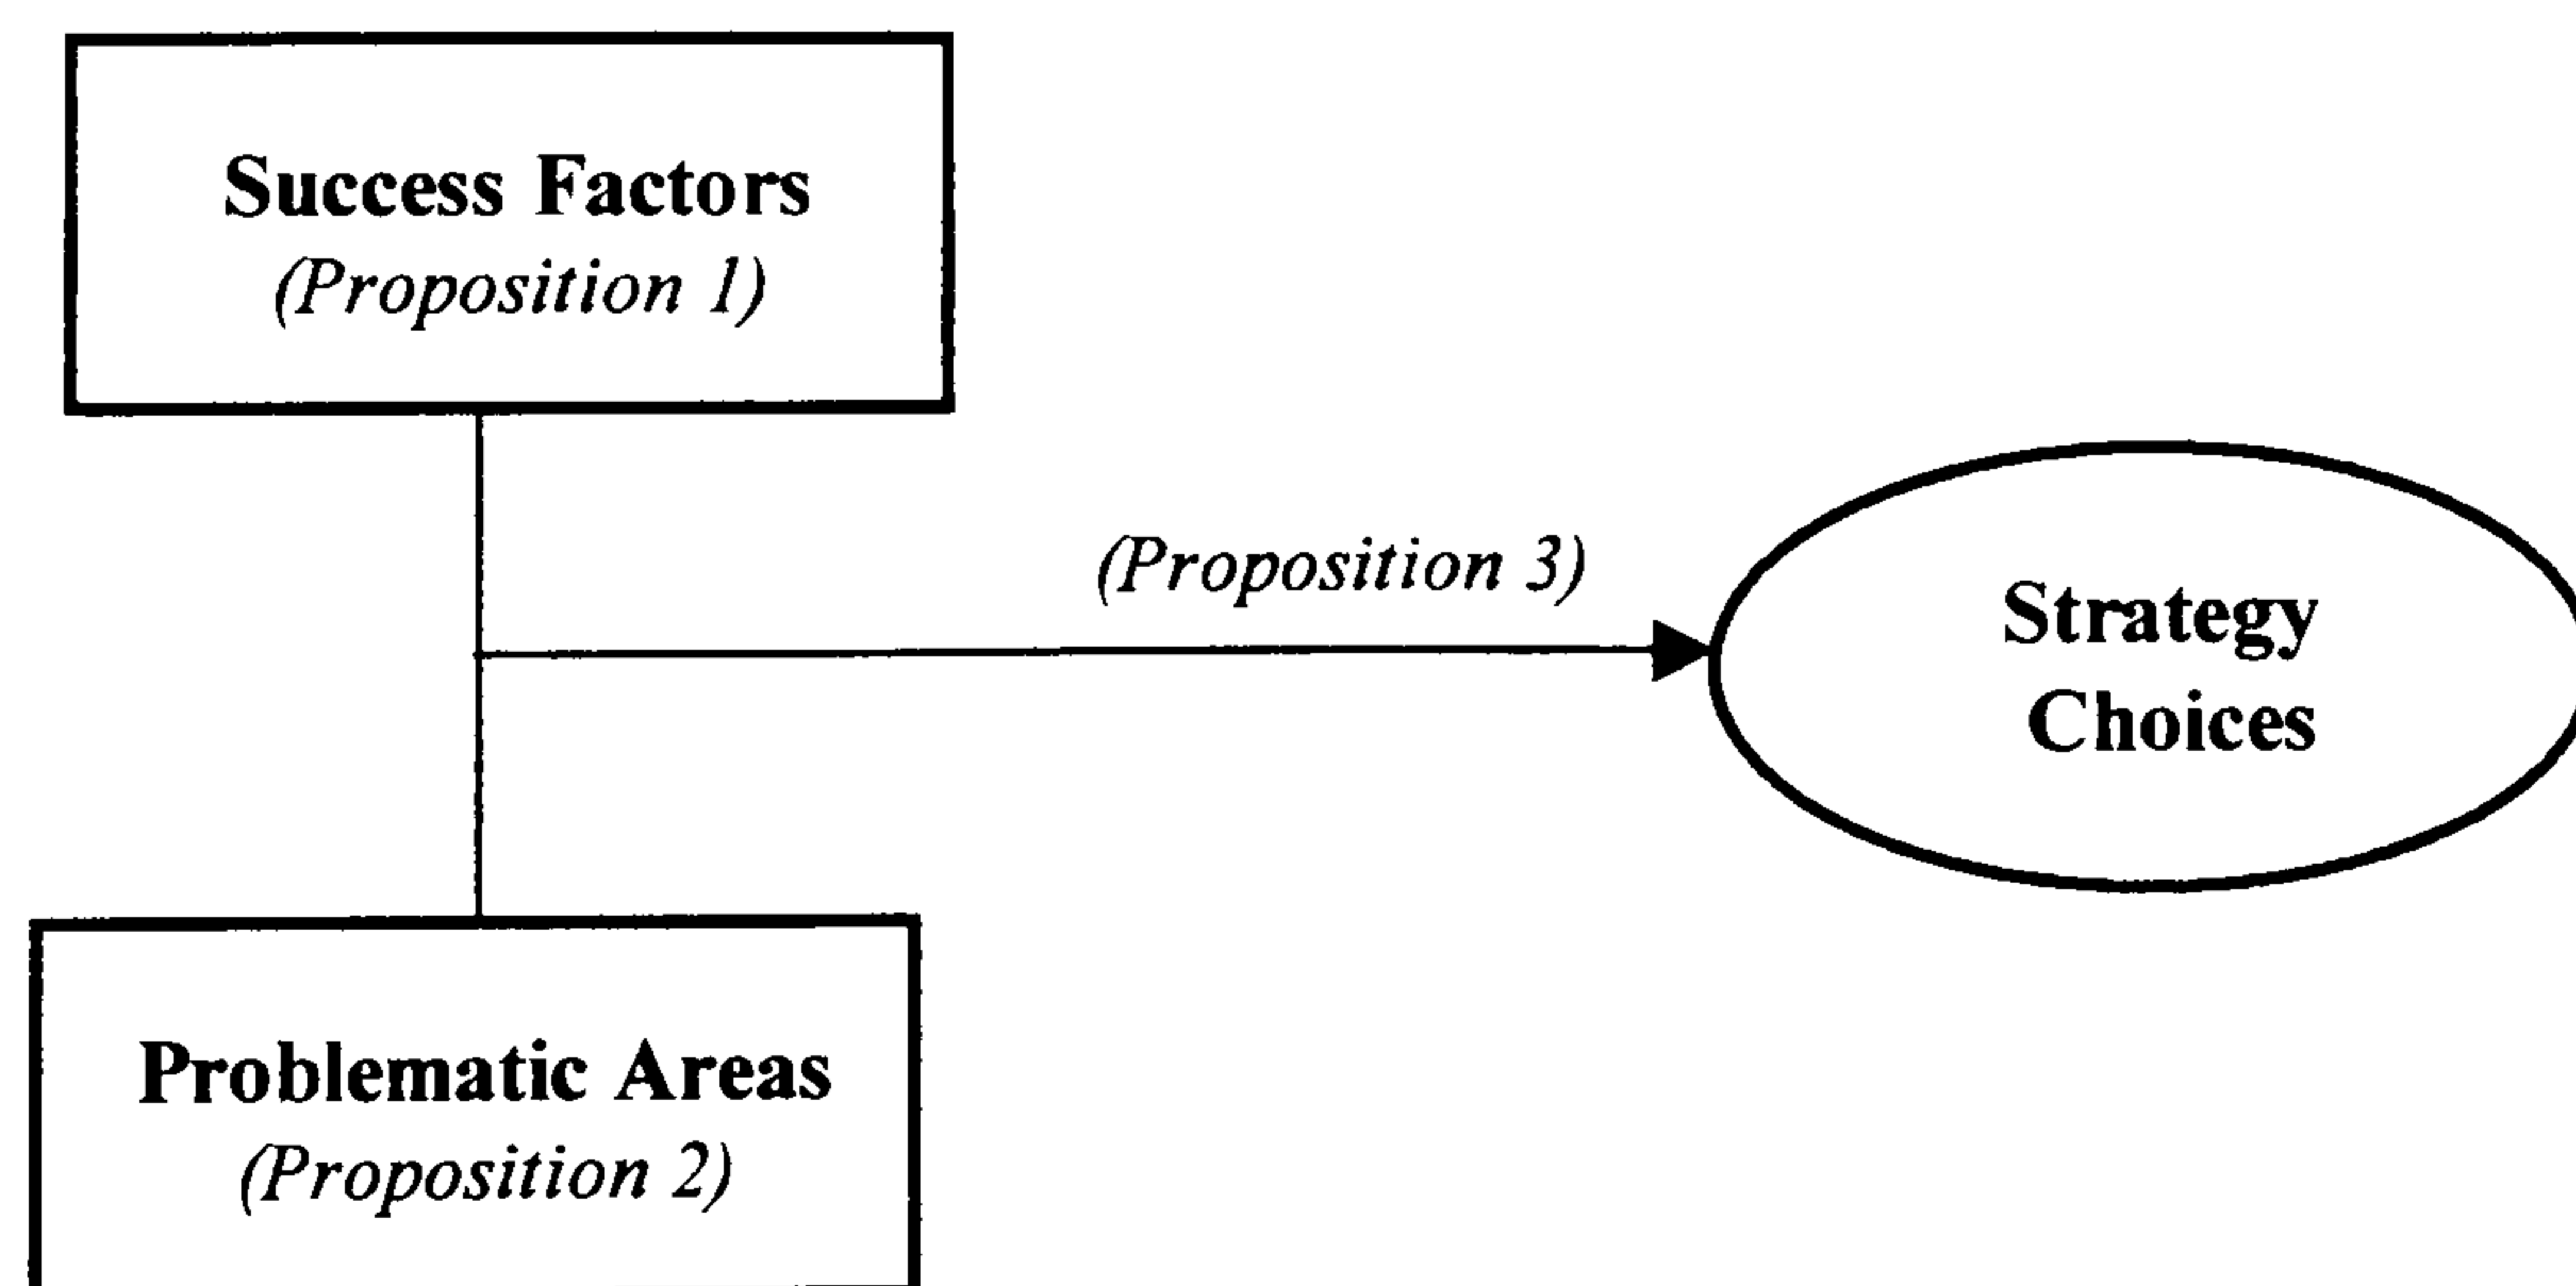 Success Factors
(Proposition 1)
(Proposition 3)
Strategy
Choices
Problematic Areas
(Proposition 2)